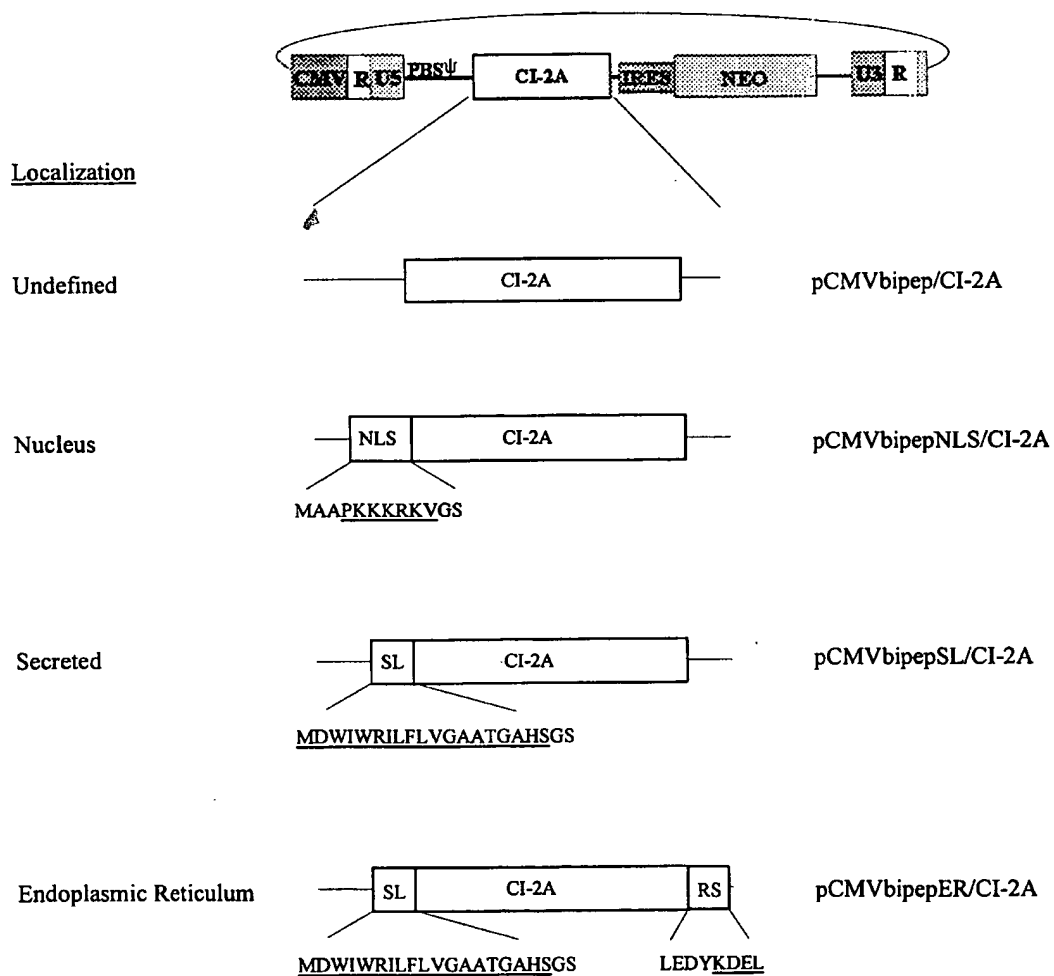 CMV R U5 PBSψ CI-2A IRES NEO U3 R
Localization
Undefined CI-2A pCMVbipep/CI-2A
Nucleus NLS CI-2A pCMVbipepNLS/CI-2A
MAAPKKKRKVGS
Secreted SL CI-2A pCMVbipepSL/CI-2A
MDWIWRILFLVGAATGAHSGS
Endoplasmic Reticulum SL CI-2A RS pCMVbipepER/CI-2A
MDWIWRILFLVGAATGAHSGS LEDYKDEL